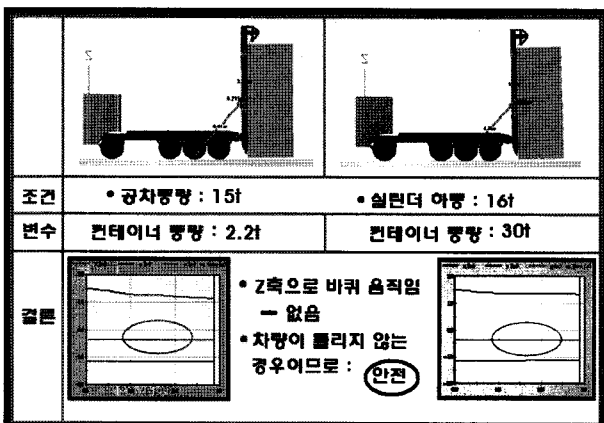 Z
Z
조건
• 공차중량 : 15t
• 실린더 하중 : 16t
변수
컨테이너 중량 : 2.2t
컨테이너 중량 : 30t
결론
• Z축으로 바퀴 움직임
— 없음
• 차량이 들리지 않는
경우이므로 :
안전